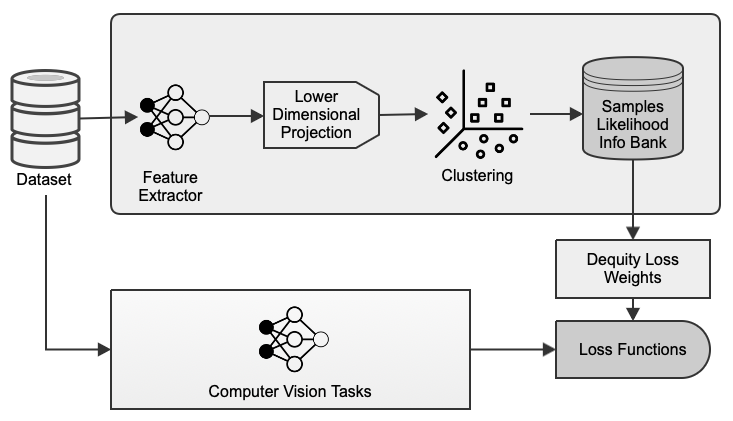 Dataset
Feature
Extractor
Lower
Dimensional
Projection
Clustering
Samples
Likelihood
Info Bank
Dequity Loss
Weights
Computer Vision Tasks
Loss Functions